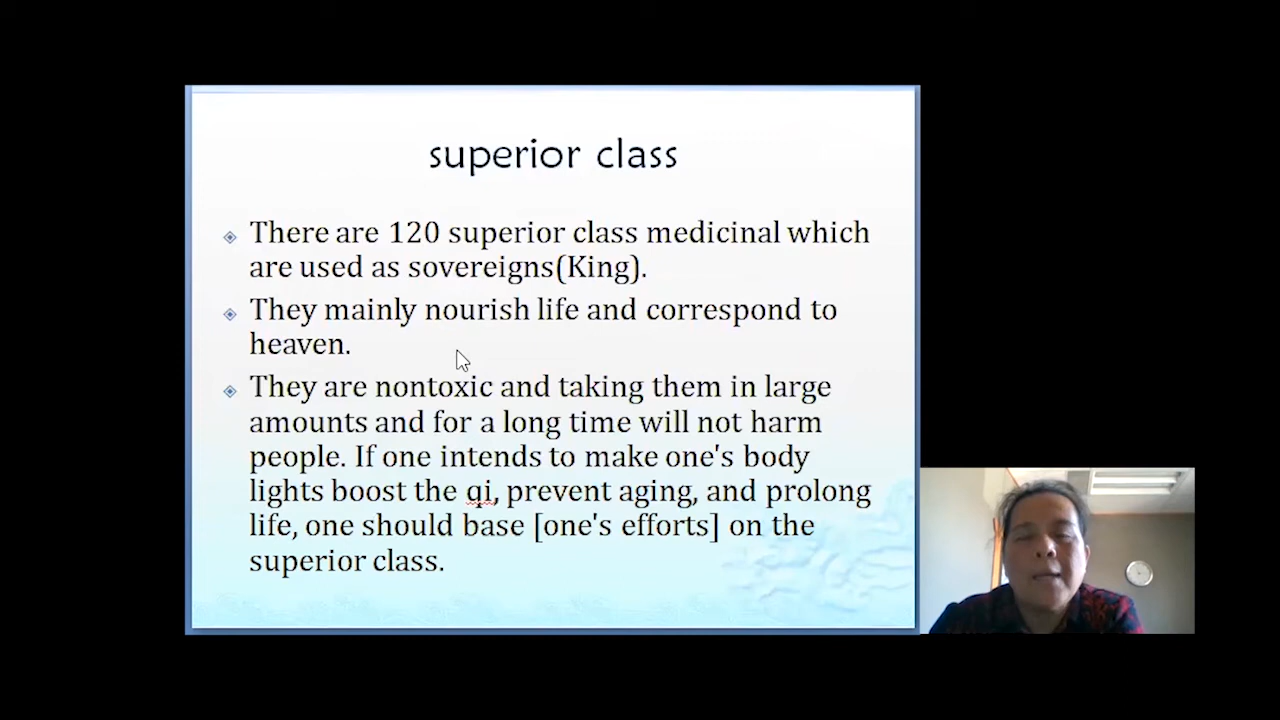 superior class
There are 120 superior class medicinal which
are used as sovereigns(King).
They mainly nourish life and correspond to
heaven.
They are nontoxic and taking them in large
amounts and for a long time will not harm
people. If one intends to make one's body
lights boost the qi, prevent aging, and prolong
life, one should base [one's efforts] on the
superior class.